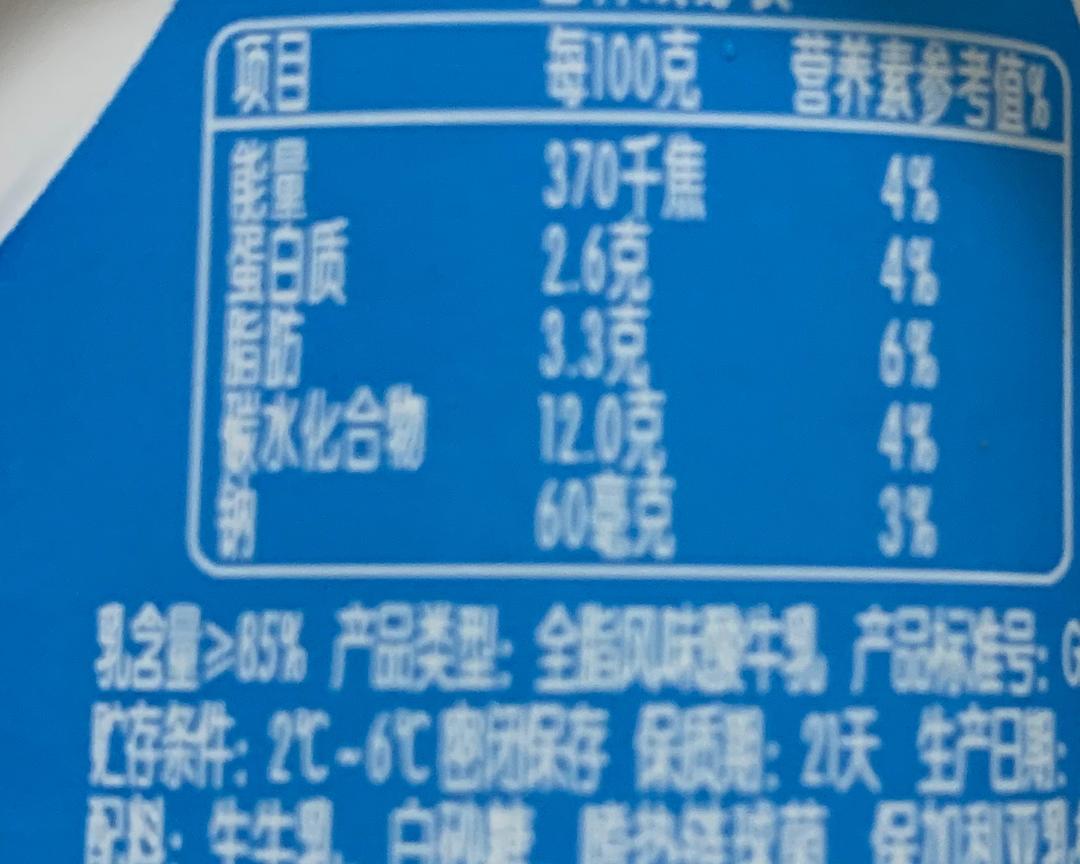 项目 每100克 营养素参考值%
能量 370千焦 4%
蛋白质 2.6克 4%
脂肪 3.3克 6%
碳水化合物 12.0克 4%
钠 60毫克 3%
乳含量≥85% 产品类型: 全脂风味酸牛乳 产品标准号: G
贮存条件: 2℃-6℃密闭保存 保质期: 21天 生产日期:
配料: 生牛乳 白砂糖 嗜热链球菌 保加利亚乳